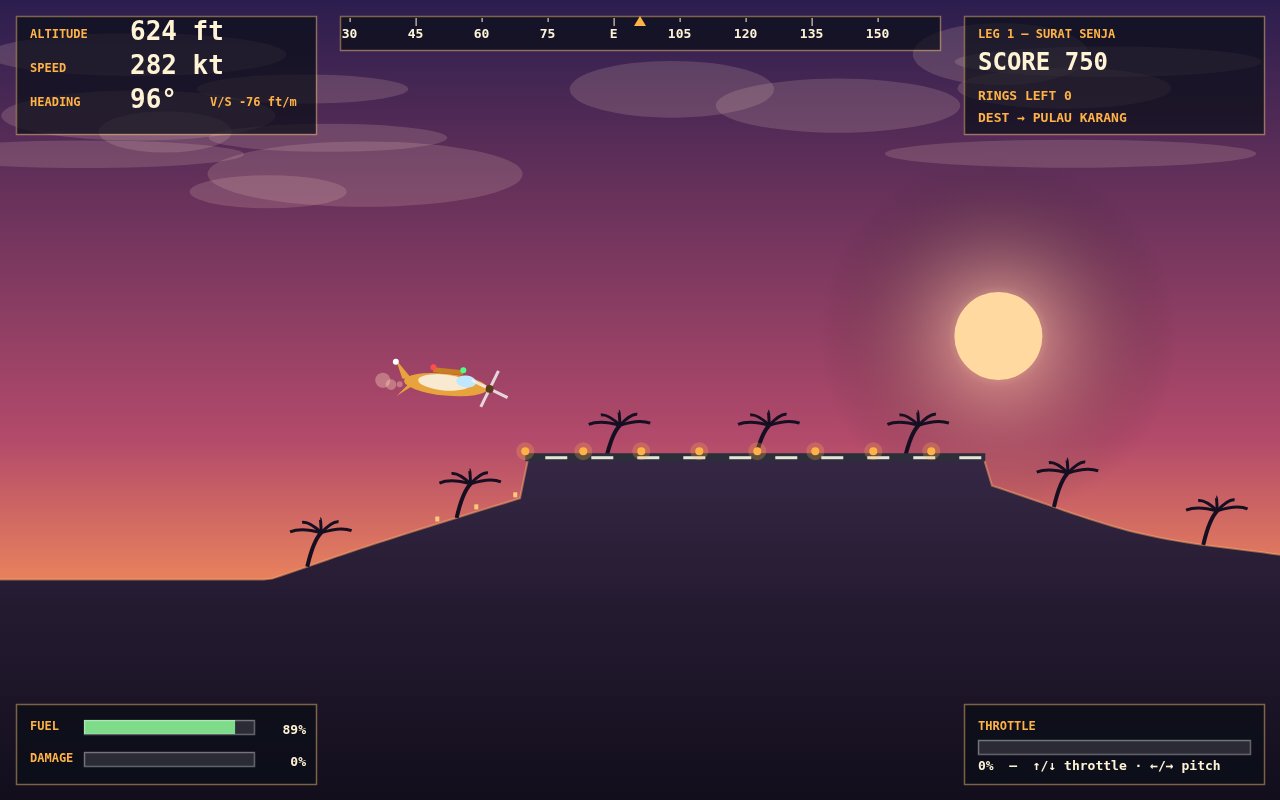 ALTITUDE 624 ft
SPEED 282 kt
HEADING 96° V/S -76 ft/m
30 45 60 75 E 105 120 135 150
LEG 1 — SURAT SENJA
SCORE 750
RINGS LEFT 0
DEST → PULAU KARANG
FUEL 89%
DAMAGE 0%
THROTTLE
0% — ↑/↓ throttle · ←/→ pitch